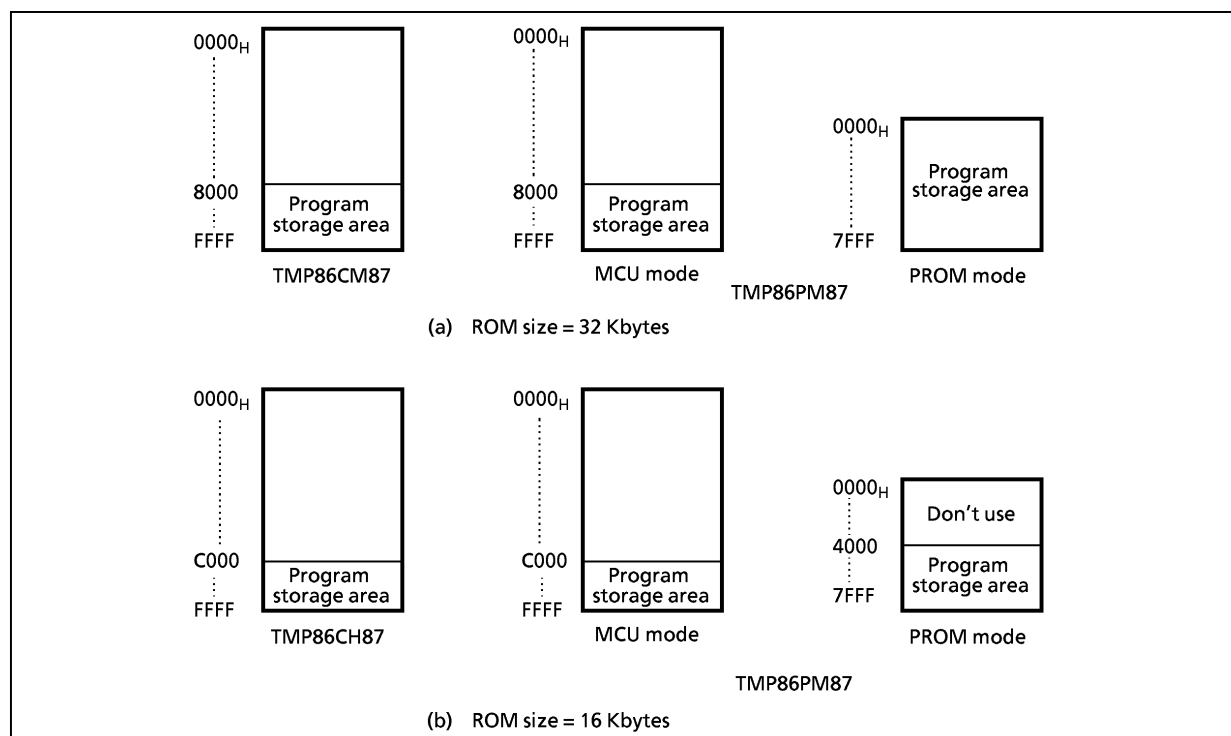 0000H
8000
FFFF
Program
storage area
TMP86CM87
0000H
8000
FFFF
Program
storage area
MCU mode
0000H
7FFF
Program
storage area
PROM mode
TMP86PM87
(a) ROM size = 32 Kbytes
0000H
C000
FFFF
Program
storage area
TMP86CH87
0000H
C000
FFFF
Program
storage area
MCU mode
0000H
4000
7FFF
Don't use
Program
storage area
PROM mode
TMP86PM87
(b) ROM size = 16 Kbytes